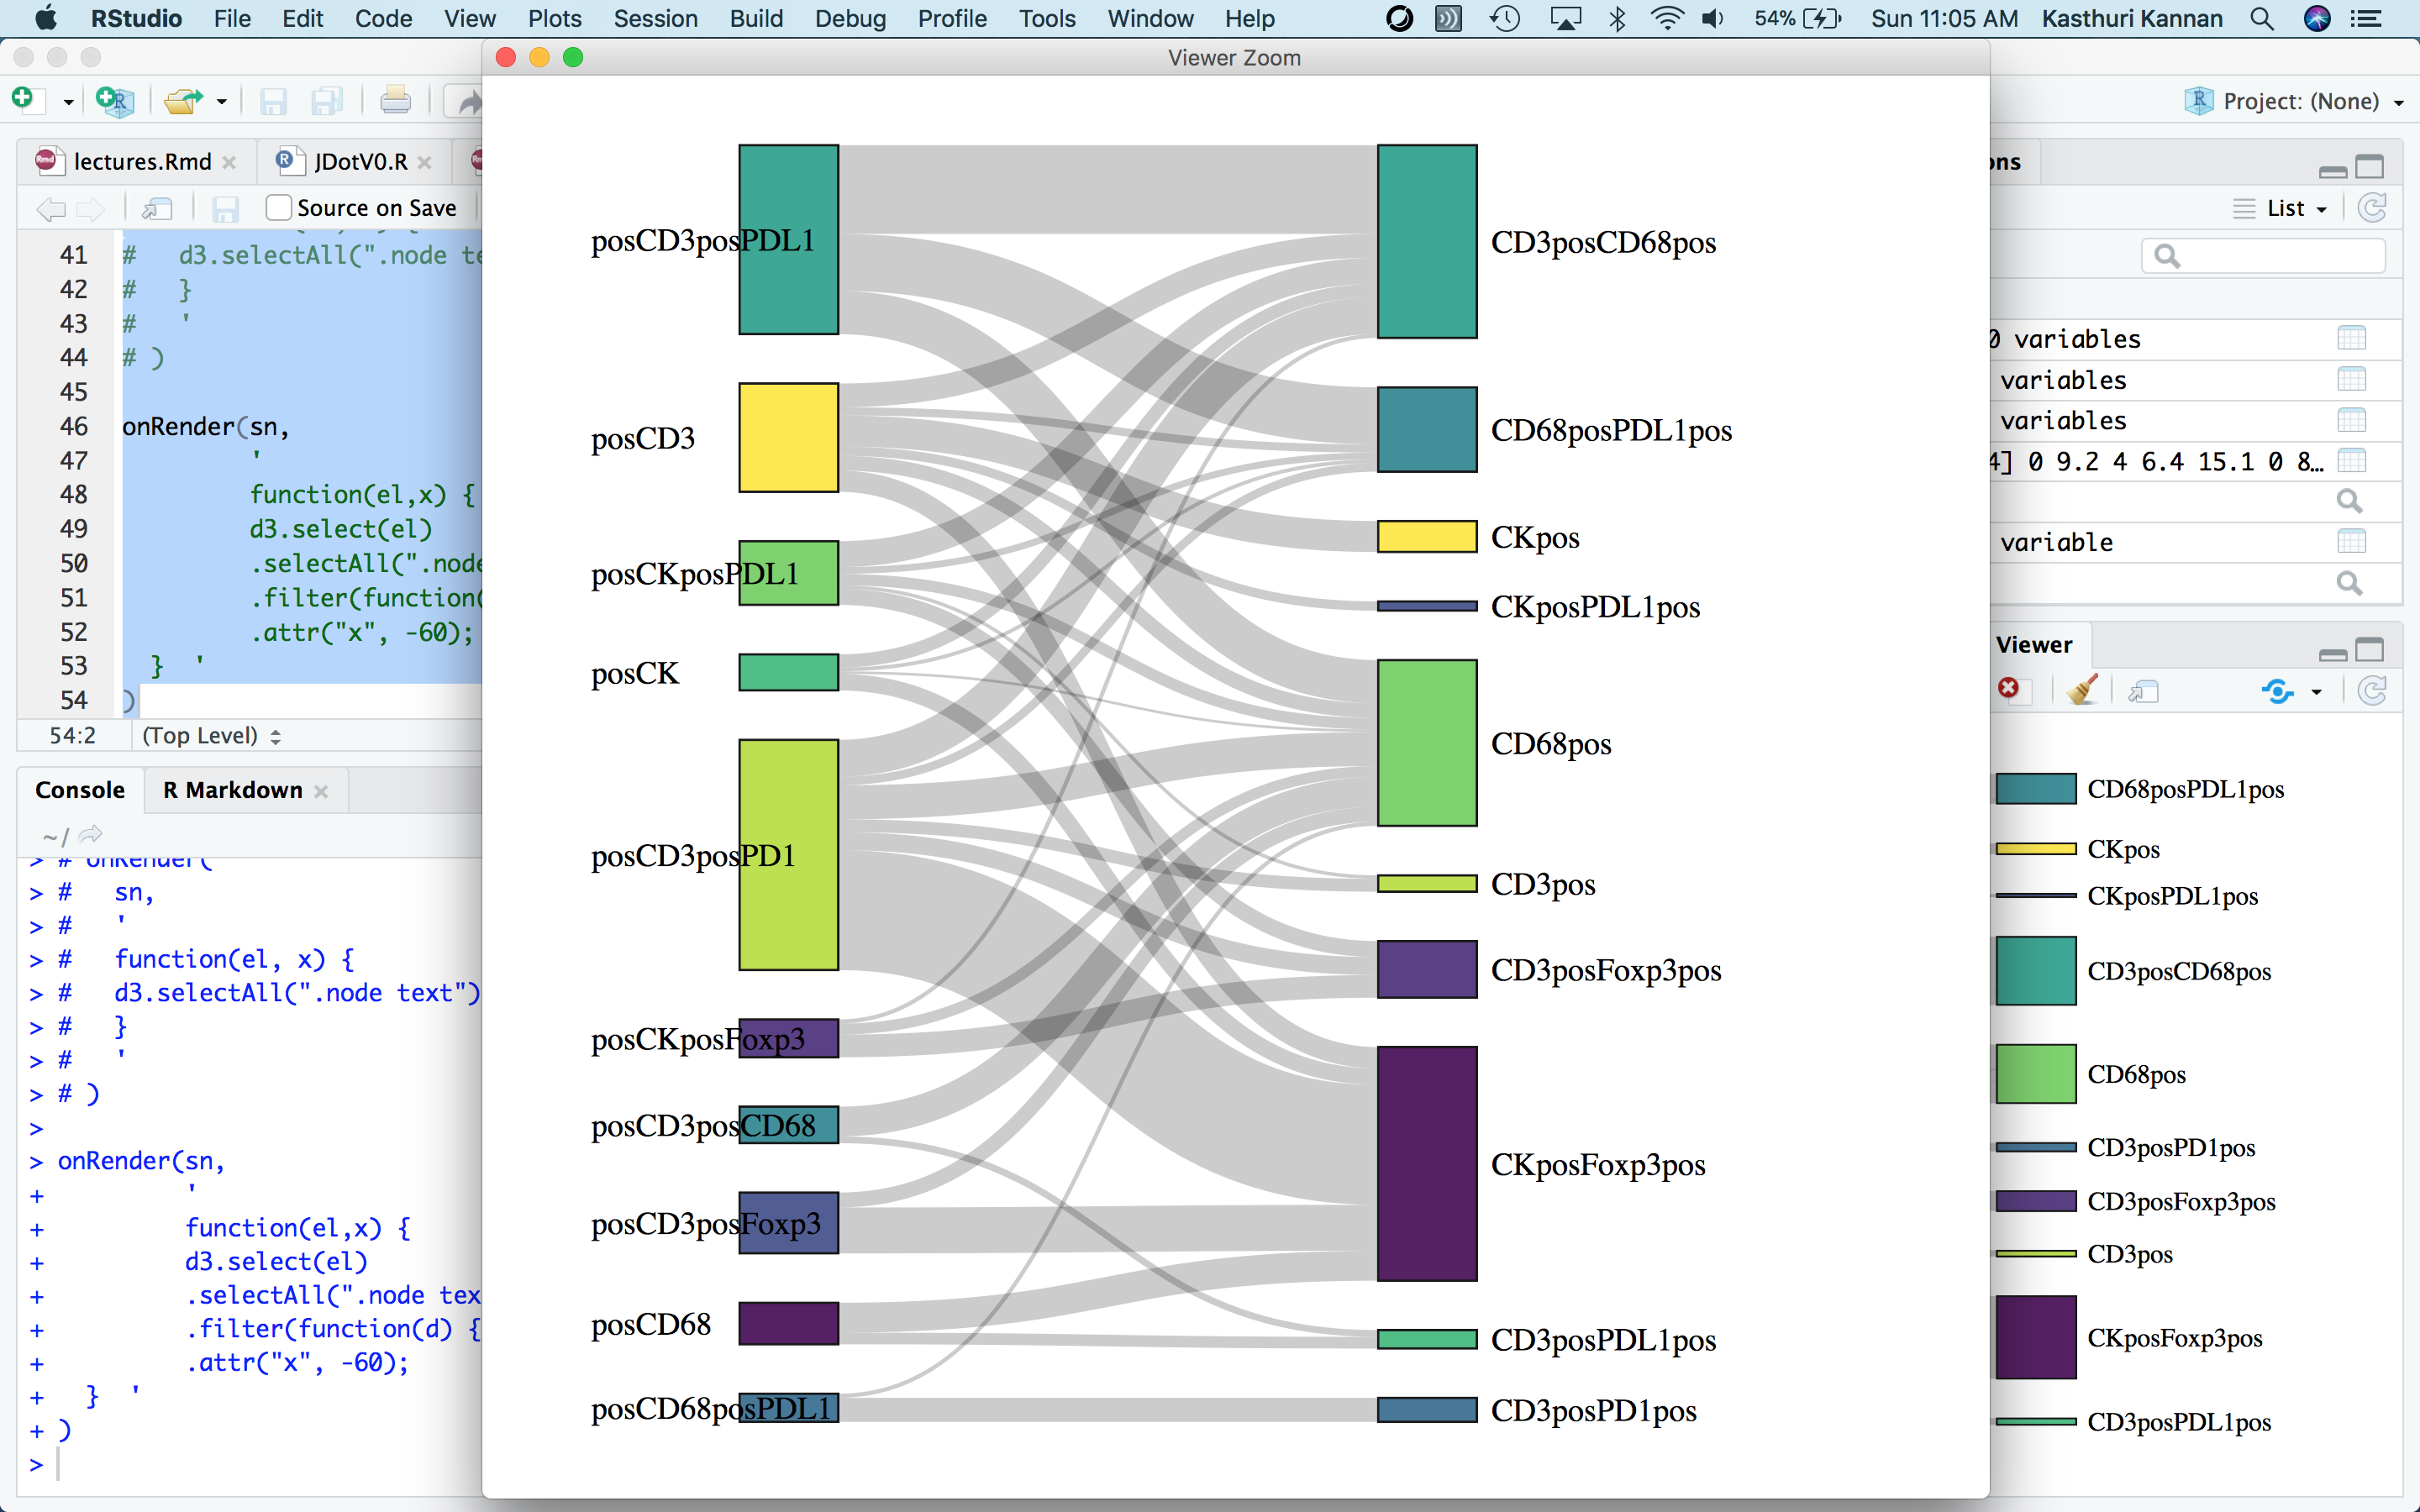 RStudio File Edit Code View Plots Session Build Debug Profile Tools Window Help 54% Sun 11:05 AM Kasthuri Kannan
Viewer Zoom
Project: (None)
lectures.Rmd JDotV0.R
Source on Save
41 # d3.selectAll(".node te
42 # }
43 # '
44 # )
45
46 onRender(sn,
47 '
48 function(el,x) {
49 d3.select(el)
50 .selectAll(".node
51 .filter(function(
52 .attr("x", -60);
53 } '
54 )
54:2 (Top Level)
Console R Markdown
~/
> # onRender(
> # sn,
> # '
> # function(el, x) {
> # d3.selectAll(".node text")
> # }
> # '
> # )
>
> onRender(sn,
+ '
+ function(el,x) {
+ d3.select(el)
+ .selectAll(".node tex
+ .filter(function(d) {
+ .attr("x", -60);
+ } '
+ )
>
posCD3posPDL1
posCD3
posCKposPDL1
posCK
posCD3posPD1
posCKposFoxp3
posCD3posCD68
posCD3posFoxp3
posCD68
posCD68posPDL1
CD3posCD68pos
CD68posPDL1pos
CKpos
CKposPDL1pos
CD68pos
CD3pos
CD3posFoxp3pos
CKposFoxp3pos
CD3posPDL1pos
CD3posPD1pos
ons
List
0 variables
variables
variables
4] 0 9.2 4 6.4 15.1 0 8…
variable
Viewer
CD68posPDL1pos
CKpos
CKposPDL1pos
CD3posCD68pos
CD68pos
CD3posPD1pos
CD3posFoxp3pos
CD3pos
CKposFoxp3pos
CD3posPDL1pos